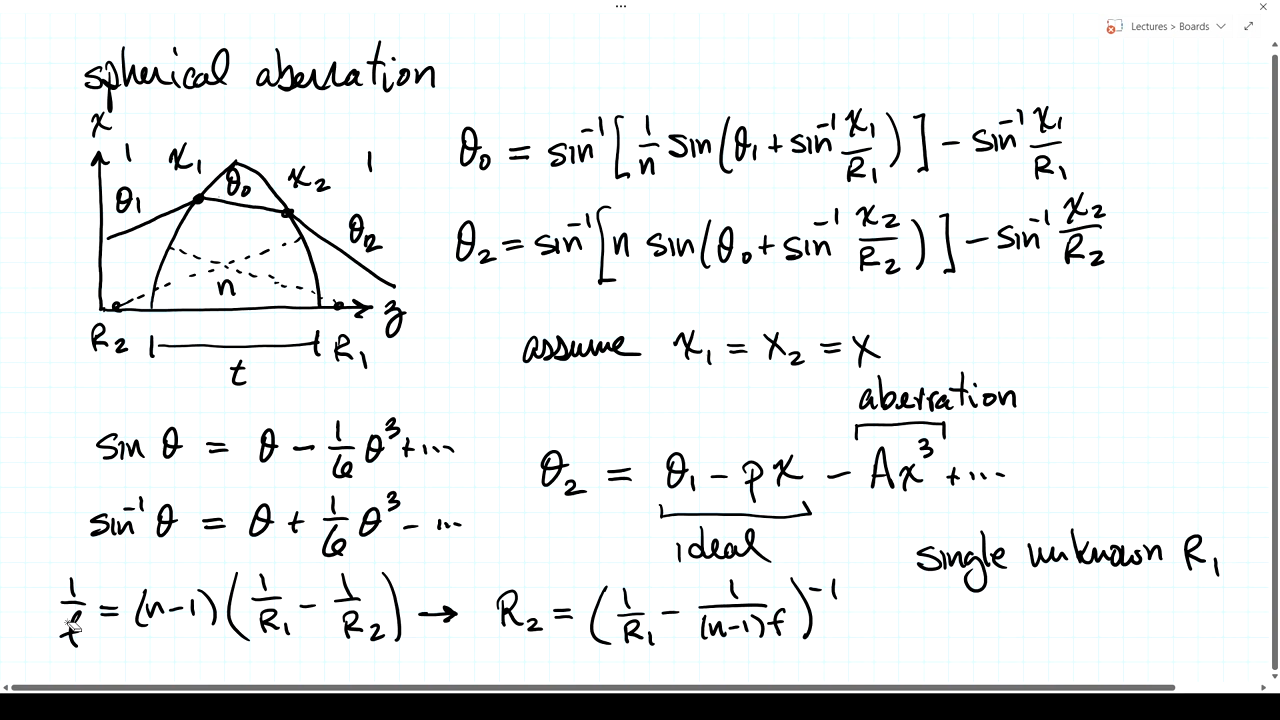 ...
Lectures > Boards
spherical aberration
x
1 x₁ θ₀ x₂ 1
θ₁ θ₂
n
z
R₂ R₁
t
θ₀ = sin⁻¹[1/n sin(θ₁ + sin⁻¹ x₁/R₁)] − sin⁻¹ x₁/R₁
θ₂ = sin⁻¹[n sin(θ₀ + sin⁻¹ x₂/R₂)] − sin⁻¹ x₂/R₂
assume x₁ = x₂ = x
aberration
θ₂ = θ₁ − px − Ax³ + ...
ideal
single unknown R₁
sin θ = θ − 1/6 θ³ + ...
sin⁻¹ θ = θ + 1/6 θ³ − ...
1/f = (n−1)(1/R₁ − 1/R₂) → R₂ = (1/R₁ − 1/(n−1)f)⁻¹